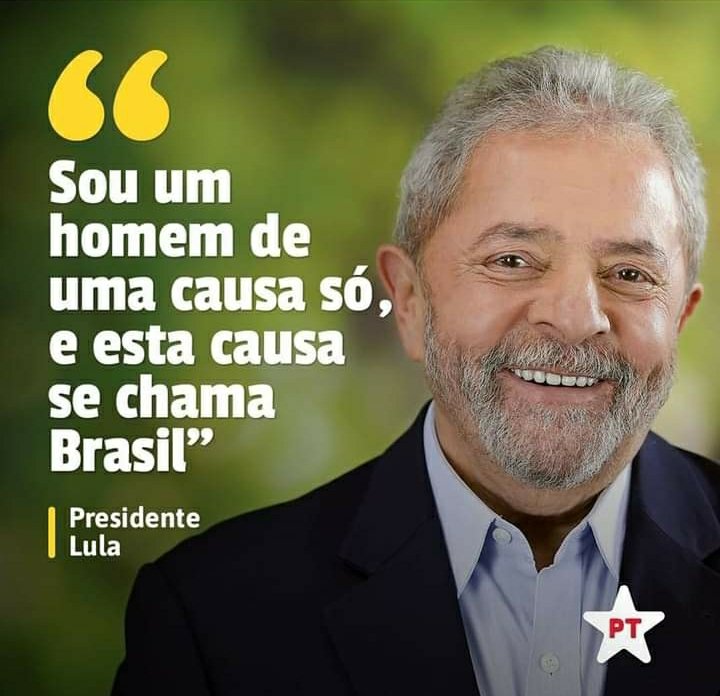 “
Sou um
homem de
uma causa só,
e esta causa
se chama
Brasil”
Presidente
Lula
PT